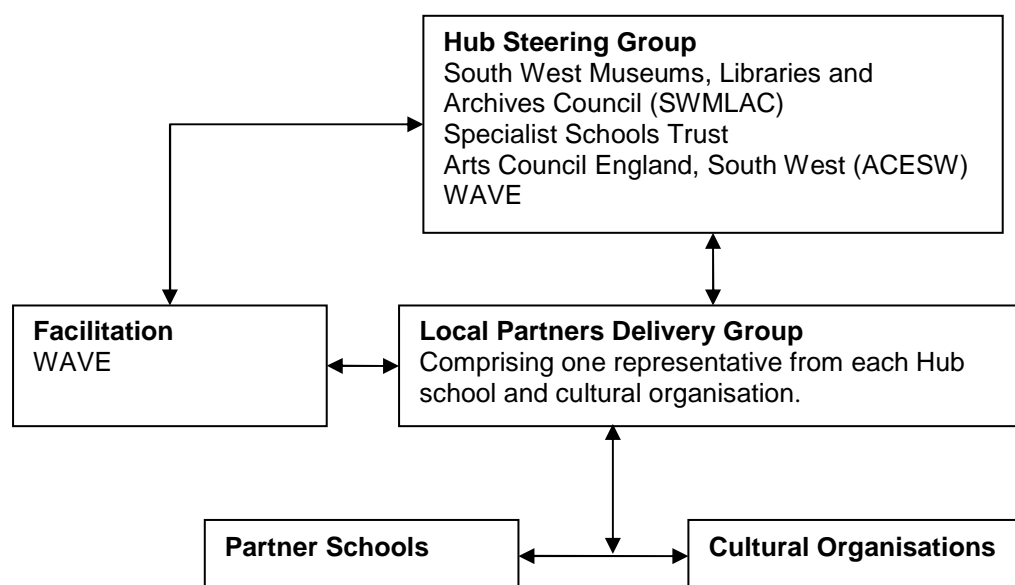 Hub Steering Group
South West Museums, Libraries and
Archives Council (SWMLAC)
Specialist Schools Trust
Arts Council England, South West (ACESW)
WAVE
Facilitation
WAVE
Local Partners Delivery Group
Comprising one representative from each Hub
school and cultural organisation.
Partner Schools
Cultural Organisations